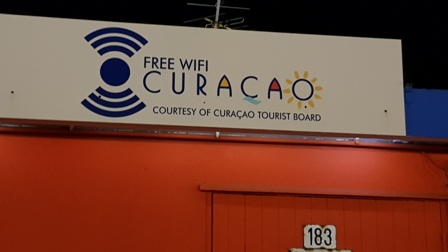 FREE WIFI
CURAÇAO
COURTESY OF CURAÇAO TOURIST BOARD
183